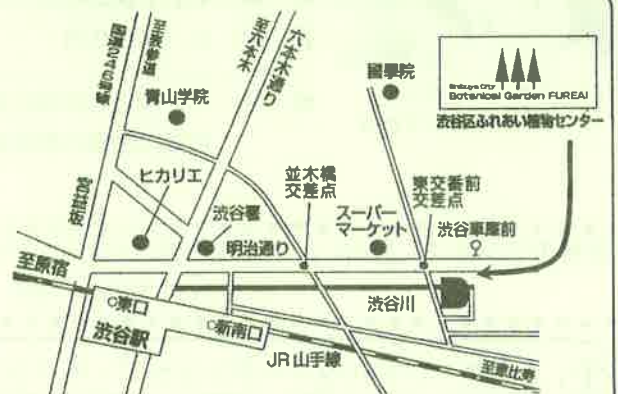 至表参道
国道246号線
宮益坂
至六本木
六本木通り
青山学院
國學院
Shibuya City
Botanical Garden FUREAI
渋谷区ふれあい植物センター
ヒカリエ
渋谷署
明治通り
並木橋
交差点
スーパー
マーケット
東交番前
交差点
渋谷車庫前
至原宿
東口
渋谷駅
新南口
渋谷川
JR山手線
至恵比寿